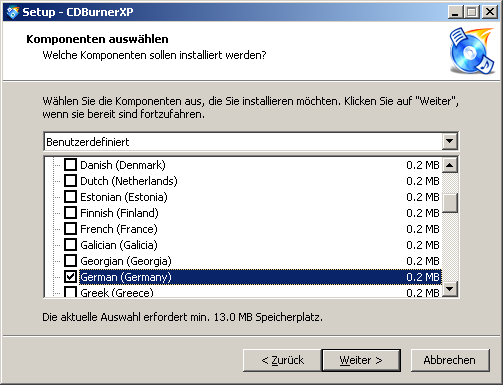 Setup - CDBurnerXP
Komponenten auswählen
Welche Komponenten sollen installiert werden?
Wählen Sie die Komponenten aus, die Sie installieren möchten. Klicken Sie auf "Weiter",
wenn sie bereit sind fortzufahren.
Benutzerdefiniert
Danish (Denmark) 0.2 MB
Dutch (Netherlands) 0.2 MB
Estonian (Estonia) 0.2 MB
Finnish (Finland) 0.2 MB
French (France) 0.2 MB
Galician (Galicia) 0.2 MB
Georgian (Georgia) 0.2 MB
German (Germany) 0.2 MB
Greek (Greece) 0.2 MB
Die aktuelle Auswahl erfordert min. 13.0 MB Speicherplatz.
< Zurück Weiter > Abbrechen